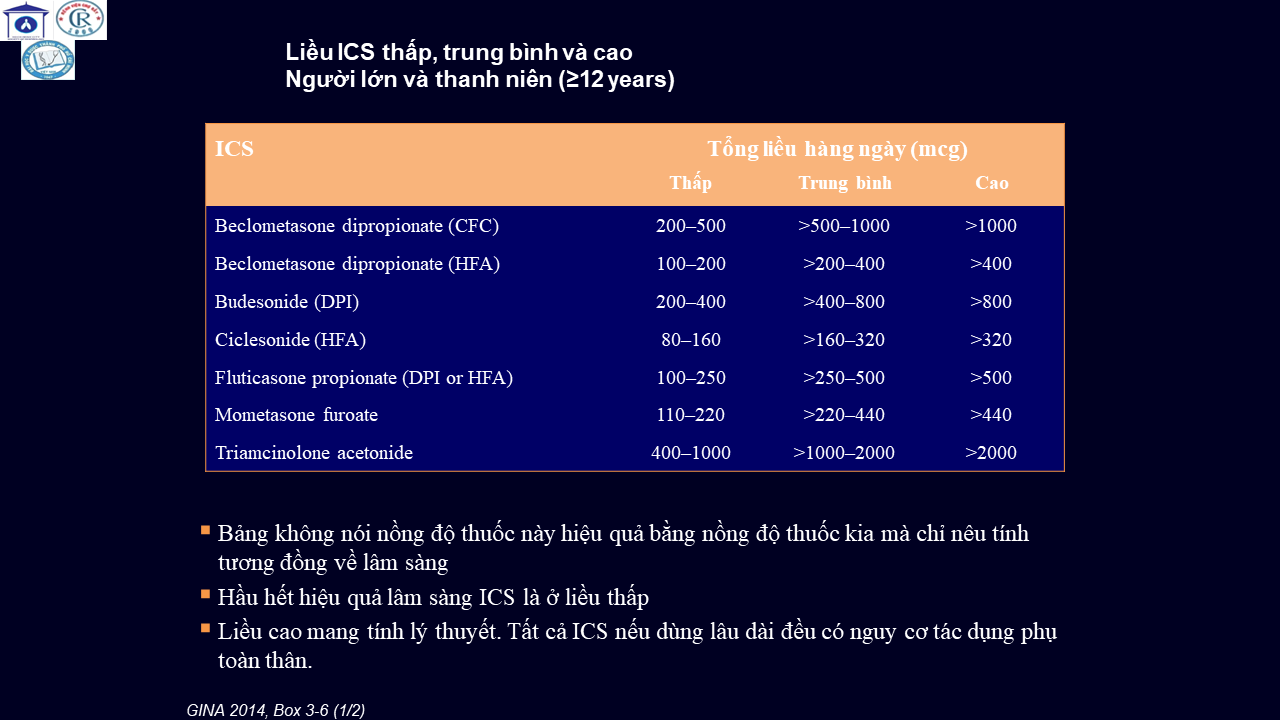 Liều ICS thấp, trung bình và cao
Người lớn và thanh niên (≥12 years)
ICS Tổng liều hàng ngày (mcg)
Thấp Trung bình Cao
Beclometasone dipropionate (CFC) 200–500 >500–1000 >1000
Beclometasone dipropionate (HFA) 100–200 >200–400 >400
Budesonide (DPI) 200–400 >400–800 >800
Ciclesonide (HFA) 80–160 >160–320 >320
Fluticasone propionate (DPI or HFA) 100–250 >250–500 >500
Mometasone furoate 110–220 >220–440 >440
Triamcinolone acetonide 400–1000 >1000–2000 >2000
Bảng không nói nồng độ thuốc này hiệu quả bằng nồng độ thuốc kia mà chỉ nêu tính
tương đồng về lâm sàng
Hầu hết hiệu quả lâm sàng ICS là ở liều thấp
Liều cao mang tính lý thuyết. Tất cả ICS nếu dùng lâu dài đều có nguy cơ tác dụng phụ
toàn thân.
GINA 2014, Box 3-6 (1/2)